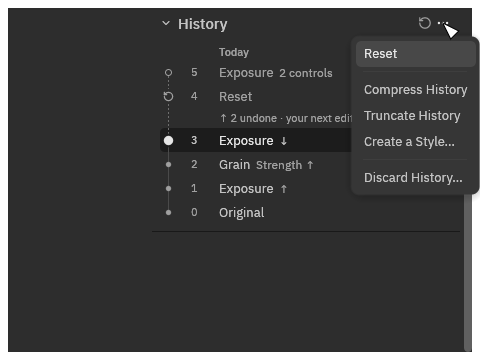 History
Today
5 Exposure 2 controls
4 Reset
↑ 2 undone · your next edit
3 Exposure ↓
2 Grain Strength ↑
1 Exposure ↑
0 Original
Reset
Compress History
Truncate History
Create a Style...
Discard History...